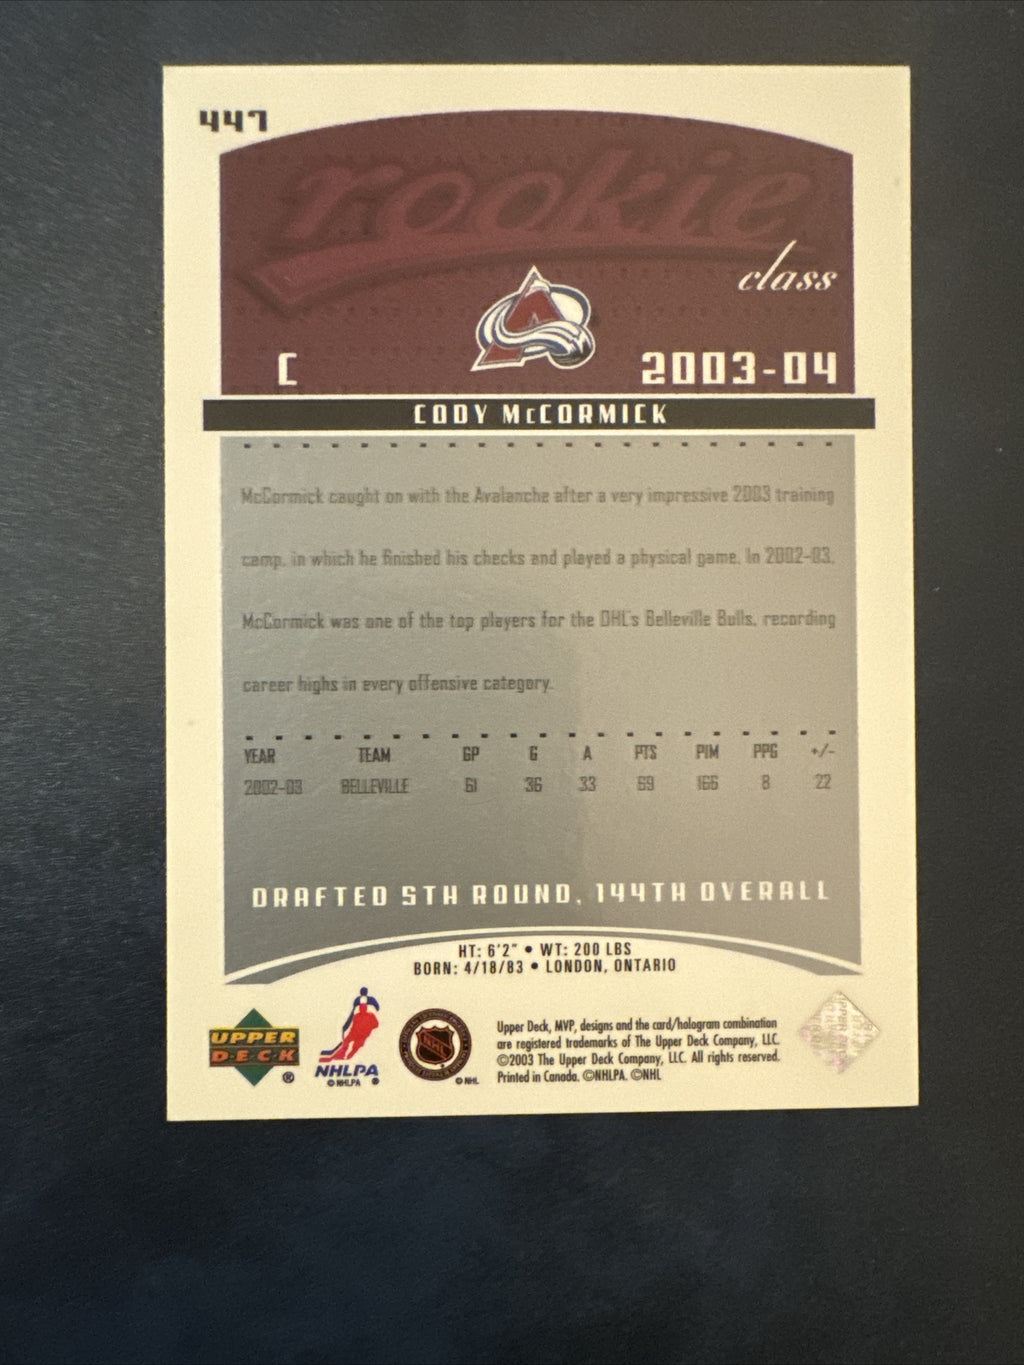 447
rookie
class
C 2003-04
CODY McCORMICK
McCormick caught on with the Avalanche after a very impressive 2003 training
camp, in which he finished his checks and played a physical game. In 2002-03,
McCormick was one of the top players for the OHL's Belleville Bulls, recording
career highs in every offensive category.
YEAR TEAM GP G A PTS PIM PPG +/-
2002-03 BELLEVILLE 61 36 33 69 166 8 22
DRAFTED 5TH ROUND, 144TH OVERALL
HT: 6'2" • WT: 200 LBS
BORN: 4/18/83 • LONDON, ONTARIO
UPPER
DECK
®
NHLPA
© NHLPA ®
NHL
© NHL
Upper Deck, MVP, designs and the card/hologram combination
are registered trademarks of The Upper Deck Company, LLC.
©2003 The Upper Deck Company, LLC. All rights reserved.
Printed in Canada. ©NHLPA. ©NHL